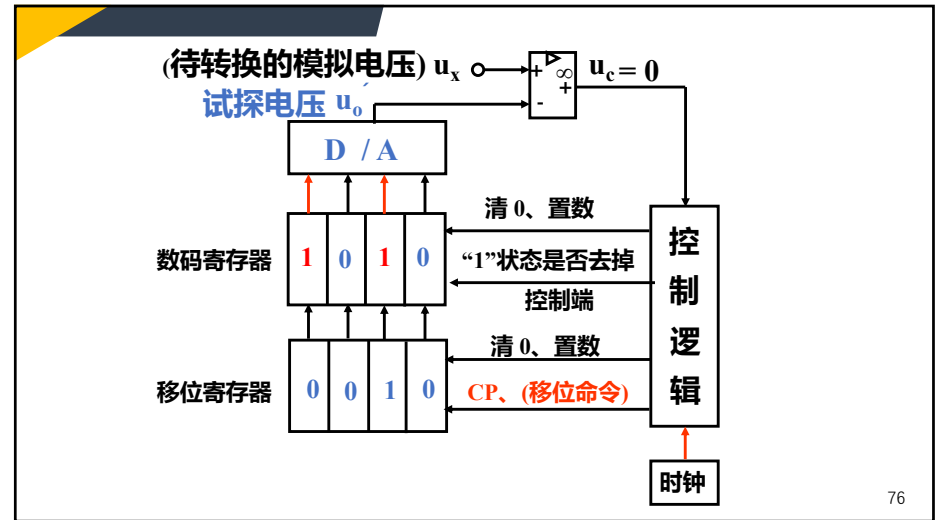 (待转换的模拟电压) uₓ + ▷ ∞ + - u_c = 0
试探电压 uₒ′
D / A
清 0、置数
数码寄存器 1 0 1 0 “1”状态是否去掉
控制端
清 0、置数
移位寄存器 0 0 1 0 CP、(移位命令)
控制逻辑
时钟
76